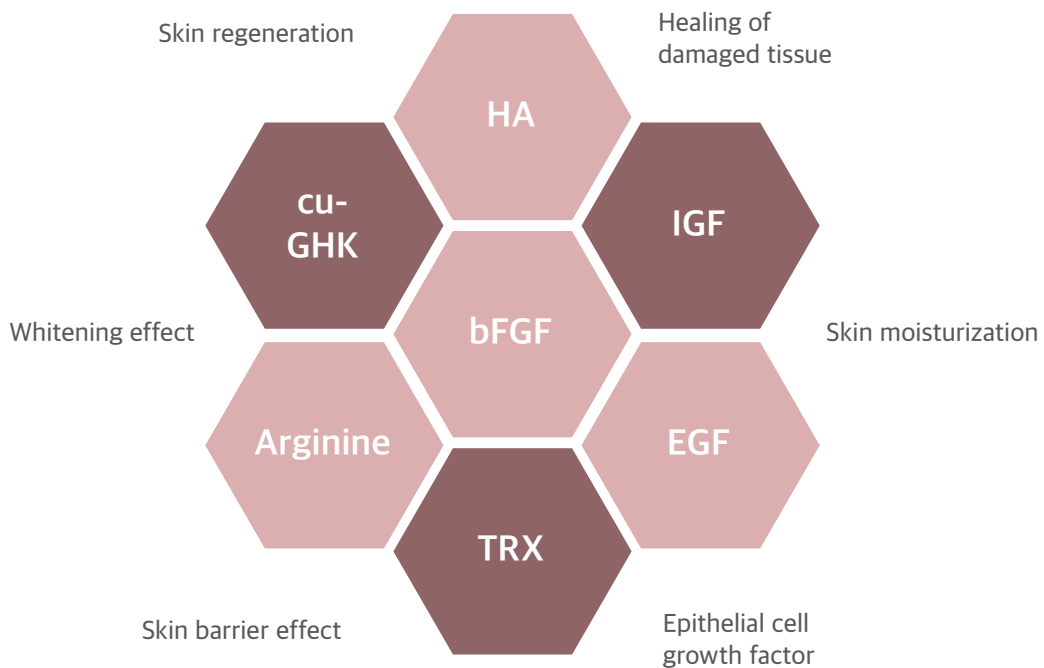 Skin regeneration
Healing of
damaged tissue
HA
cu-
GHK
IGF
Whitening effect
bFGF
Skin moisturization
Arginine
EGF
TRX
Skin barrier effect
Epithelial cell
growth factor